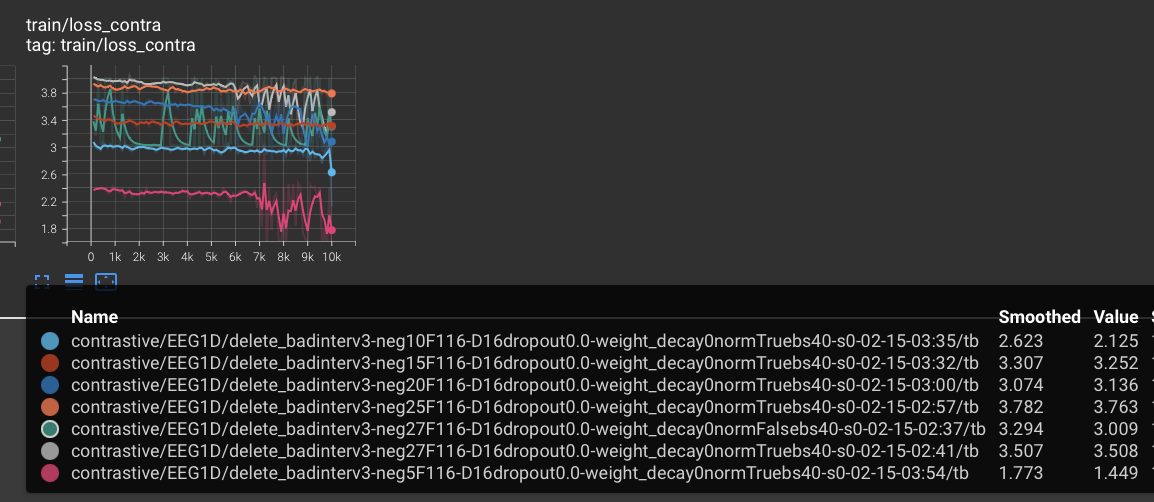 train/loss_contra
tag: train/loss_contra
3.8
3.4
3
2.6
2.2
1.8
0 1k 2k 3k 4k 5k 6k 7k 8k 9k 10k
Name Smoothed Value
contrastive/EEG1D/delete_badinterv3-neg10F116-D16dropout0.0-weight_decay0normTruebs40-s0-02-15-03:35/tb 2.623 2.125
contrastive/EEG1D/delete_badinterv3-neg15F116-D16dropout0.0-weight_decay0normTruebs40-s0-02-15-03:32/tb 3.307 3.252
contrastive/EEG1D/delete_badinterv3-neg20F116-D16dropout0.0-weight_decay0normTruebs40-s0-02-15-03:00/tb 3.074 3.136
contrastive/EEG1D/delete_badinterv3-neg25F116-D16dropout0.0-weight_decay0normTruebs40-s0-02-15-02:57/tb 3.782 3.763
contrastive/EEG1D/delete_badinterv3-neg27F116-D16dropout0.0-weight_decay0normFalsebs40-s0-02-15-02:37/tb 3.294 3.009
contrastive/EEG1D/delete_badinterv3-neg27F116-D16dropout0.0-weight_decay0normTruebs40-s0-02-15-02:41/tb 3.507 3.508
contrastive/EEG1D/delete_badinterv3-neg5F116-D16dropout0.0-weight_decay0normTruebs40-s0-02-15-03:54/tb 1.773 1.449